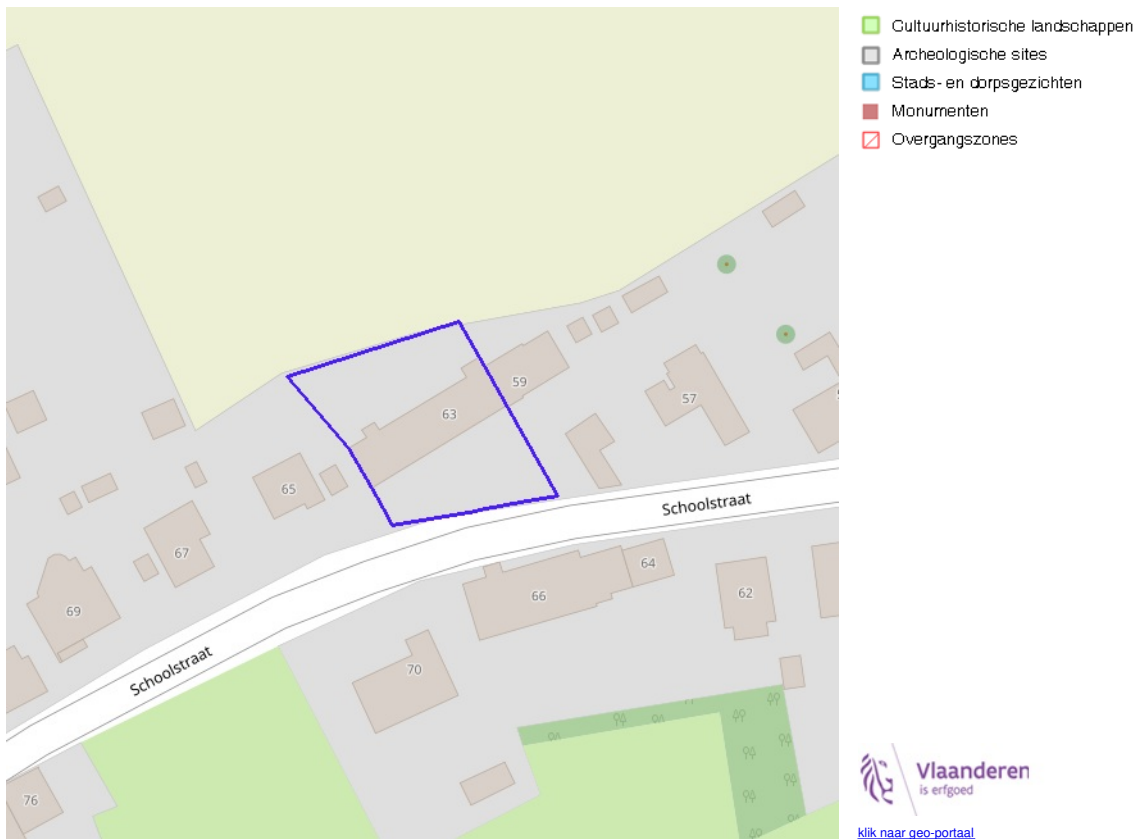 Cultuurhistorische landschappen
Archeologische sites
Stads- en dorpsgezichten
Monumenten
Overgangszones
59
63
57
65
67
69
Schoolstraat
64
66
62
70
Schoolstraat
76
Vlaanderen
is erfgoed
klik naar geo-portaal